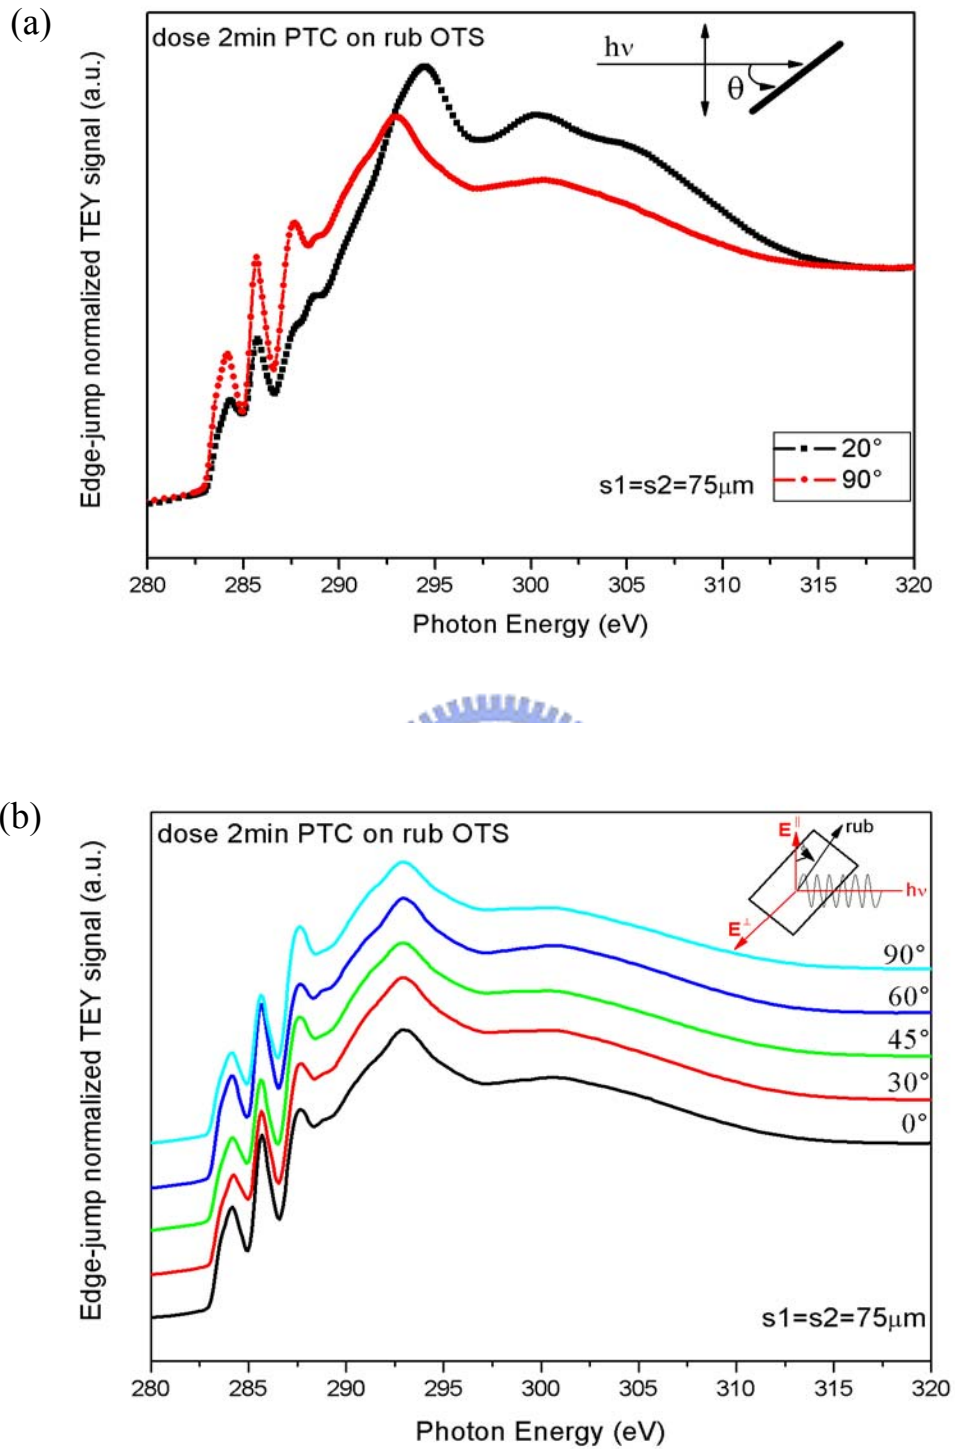 (a)
dose 2min PTC on rub OTS
hν
θ
Edge-jump normalized TEY signal (a.u.)
20°
90°
s1=s2=75μm
280 285 290 295 300 305 310 315 320
Photon Energy (eV)
(b)
dose 2min PTC on rub OTS
E||
rub
hν
E⊥
90°
60°
45°
30°
0°
Edge-jump normalized TEY signal (a.u.)
s1=s2=75μm
280 285 290 295 300 305 310 315 320
Photon Energy (eV)